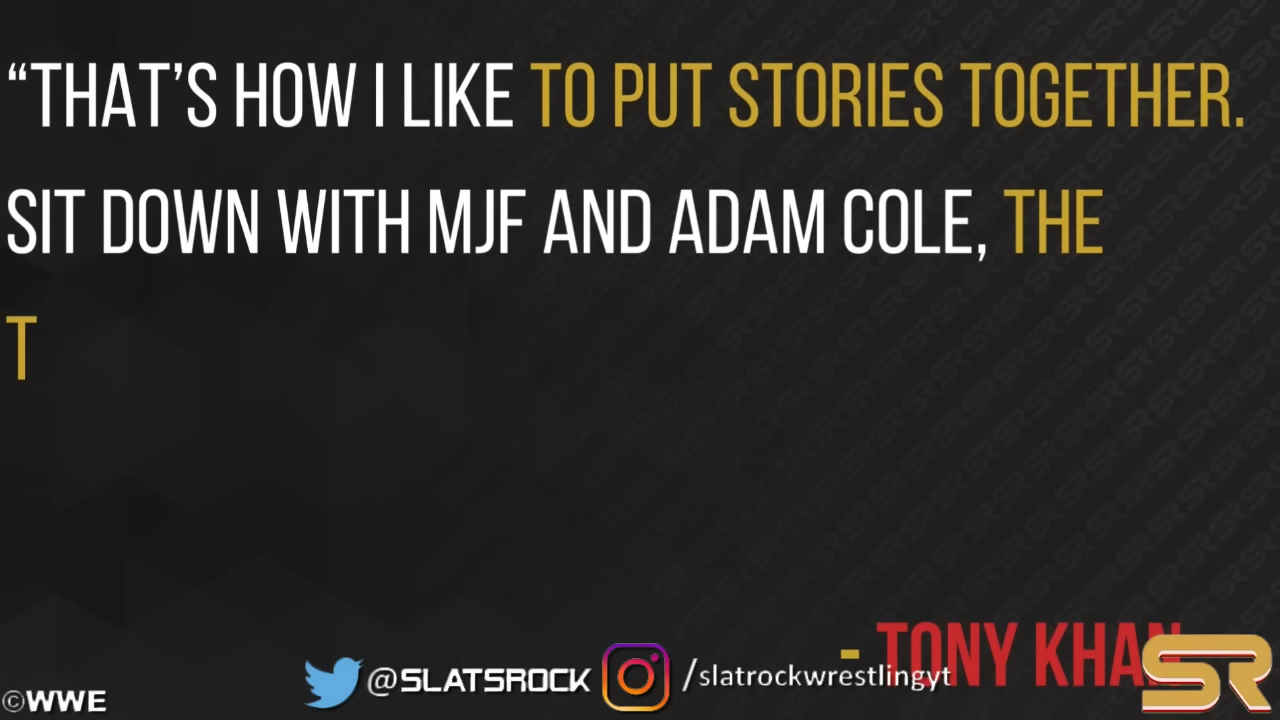 “THAT’S HOW I LIKE TO PUT STORIES TOGETHER.
SIT DOWN WITH MJF AND ADAM COLE, THE
T
- TONY KHAN
@SLATSROCK /slatrockwrestlingyt SR
©WWE